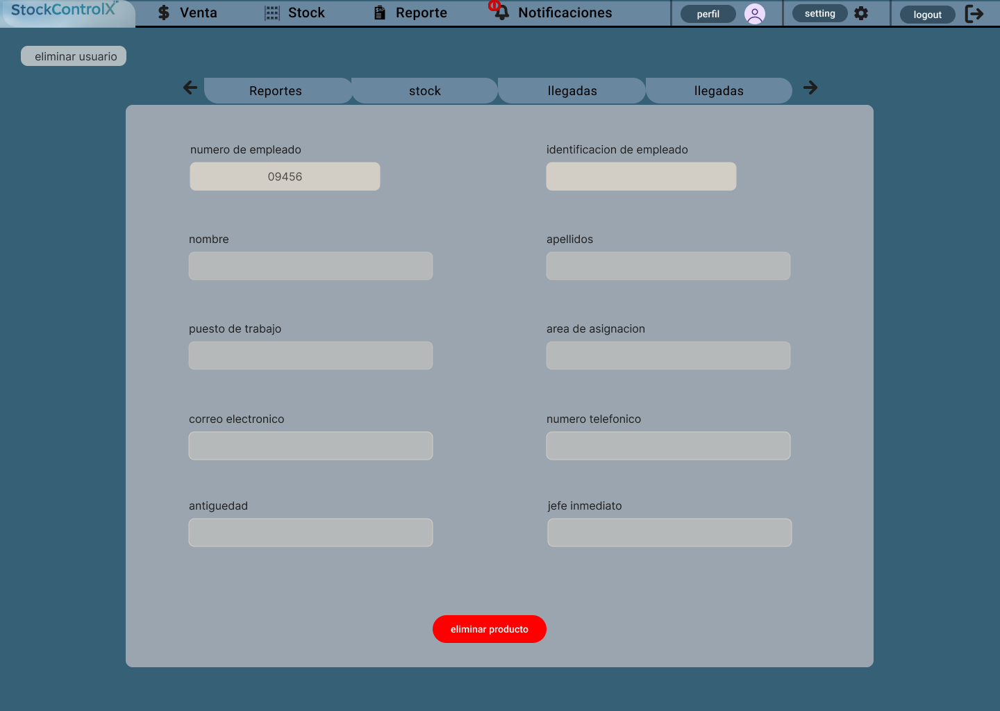 StockControlX
Venta
Stock
Reporte
0
Notificaciones
perfil
setting
logout
eliminar usuario
Reportes
stock
llegadas
llegadas
numero de empleado
identificacion de empleado
09456
nombre
apellidos
puesto de trabajo
area de asignacion
correo electronico
numero telefonico
antiguedad
jefe inmediato
eliminar producto